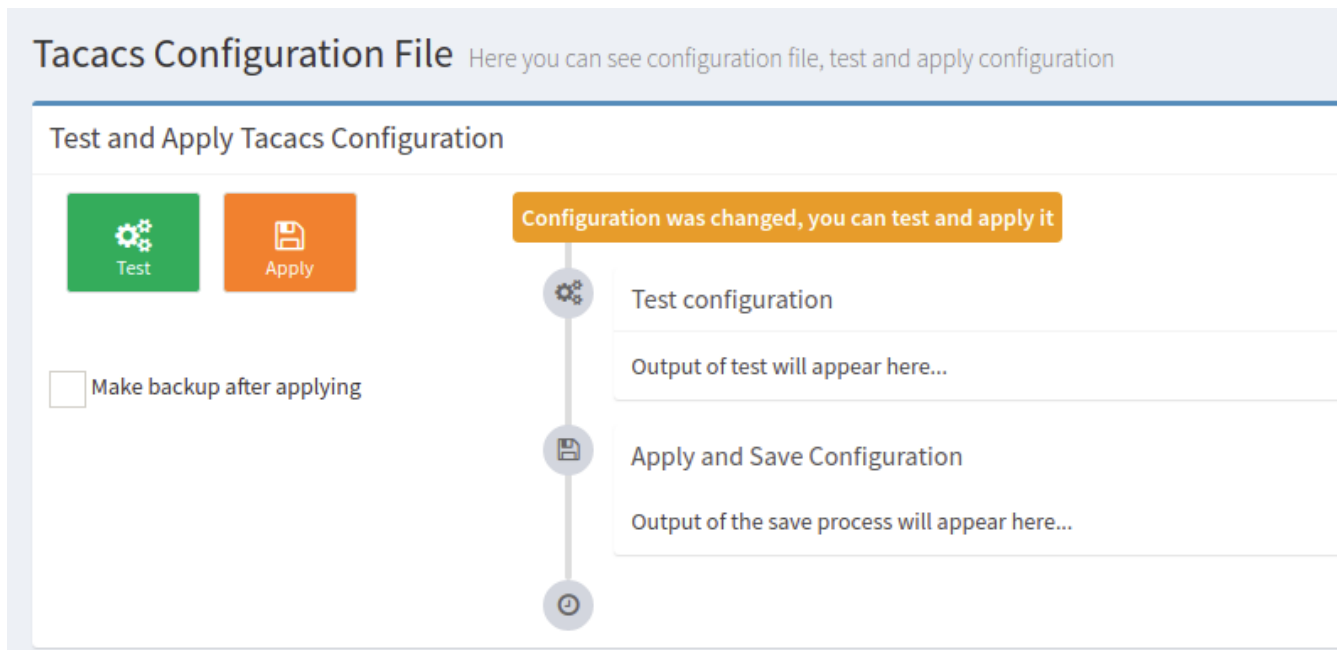 Tacacs Configuration File Here you can see configuration file, test and apply configuration
Test and Apply Tacacs Configuration
Test
Apply
Make backup after applying
Configuration was changed, you can test and apply it
Test configuration
Output of test will appear here...
Apply and Save Configuration
Output of the save process will appear here...